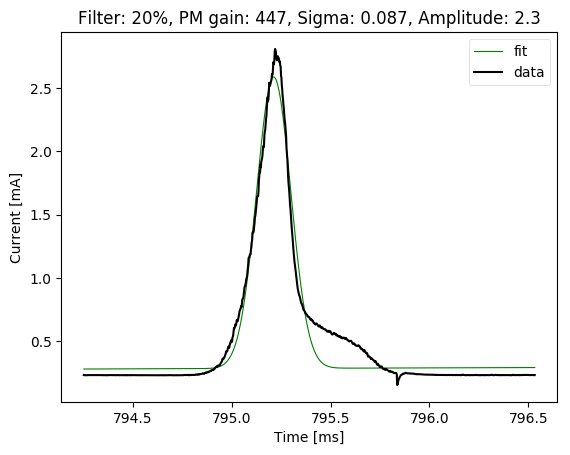 Filter: 20%, PM gain: 447, Sigma: 0.087, Amplitude: 2.3
fit
data
Current [mA]
2.5
2.0
1.5
1.0
0.5
794.5 795.0 795.5 796.0 796.5
Time [ms]